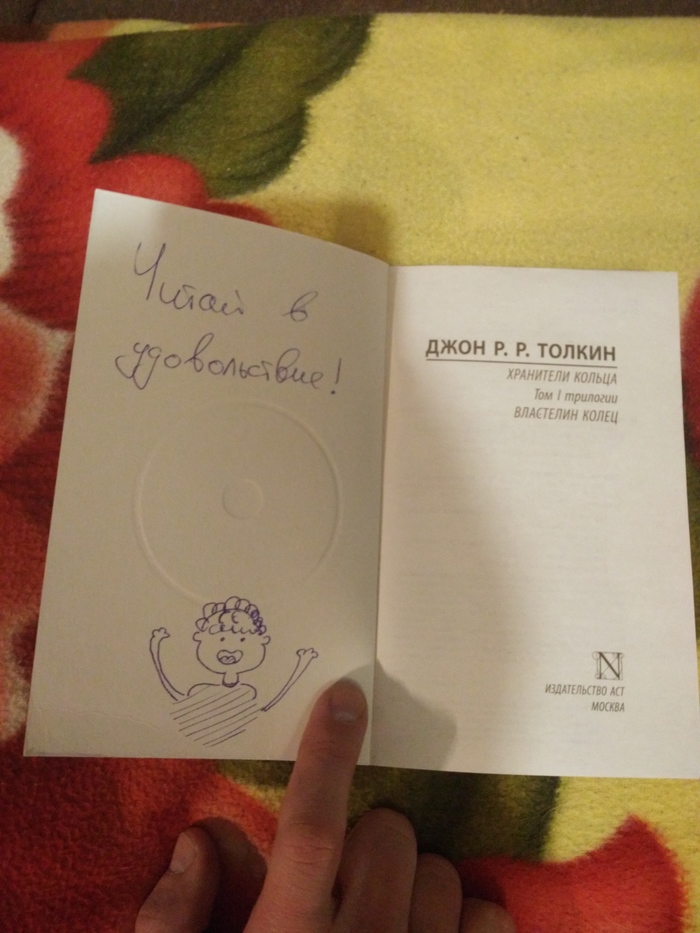 Читай в
удовольствие!
ДЖОН Р. Р. ТОЛКИН
ХРАНИТЕЛИ КОЛЬЦА
Том I трилогии
ВЛАСТЕЛИН КОЛЕЦ
N
ИЗДАТЕЛЬСТВО АСТ
МОСКВА